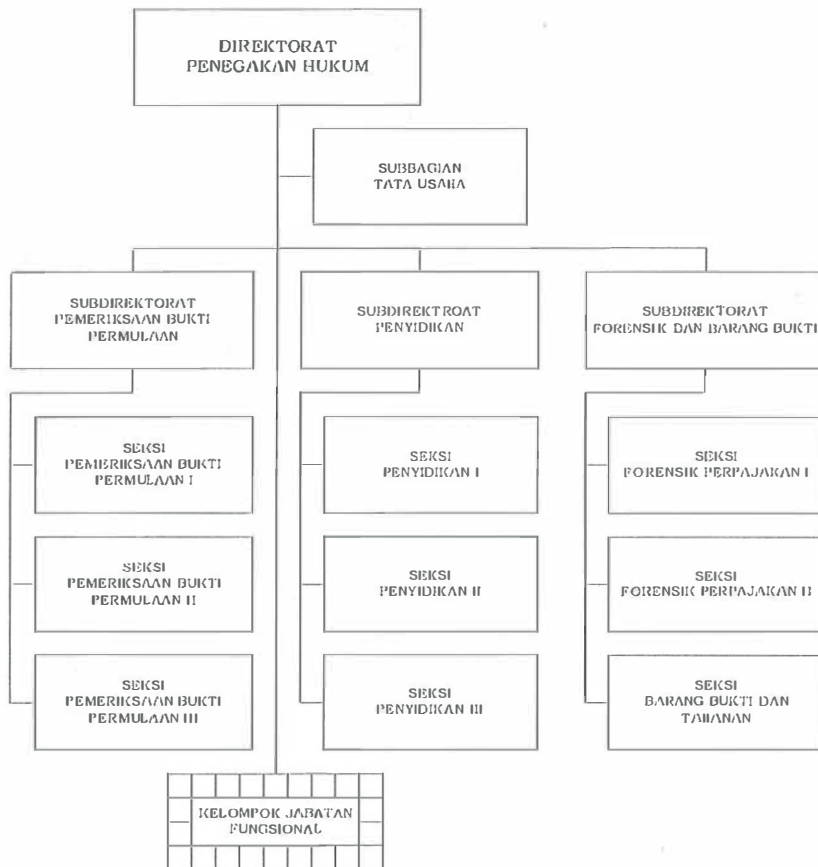 DIREKTORAT
PENEGAKAN HUKUM
SUBBAGIAN
TATA USAHA
SUBDIREKTORAT
PEMERIKSAAN BUKTI
PERMULAAN
SUBDIREKTROAT
PENYIDIKAN
SUBDIREKTORAT
FORENSIK DAN BARANG BUKTI
SEKSI
PEMERIKSAAN BUKTI
PERMULAAN I
SEKSI
PENYIDIKAN I
SEKSI
FORENSIK PERPAJAKAN I
SEKSI
PEMERIKSAAN BUKTI
PERMULAAN II
SEKSI
PENYIDIKAN II
SEKSI
FORENSIK PERPAJAKAN II
SEKSI
PEMERIKSAAN BUKTI
PERMULAAN III
SEKSI
PENYIDIKAN III
SEKSI
BARANG BUKTI DAN
TAHANAN
KELOMPOK JABATAN
FUNGSIONAL